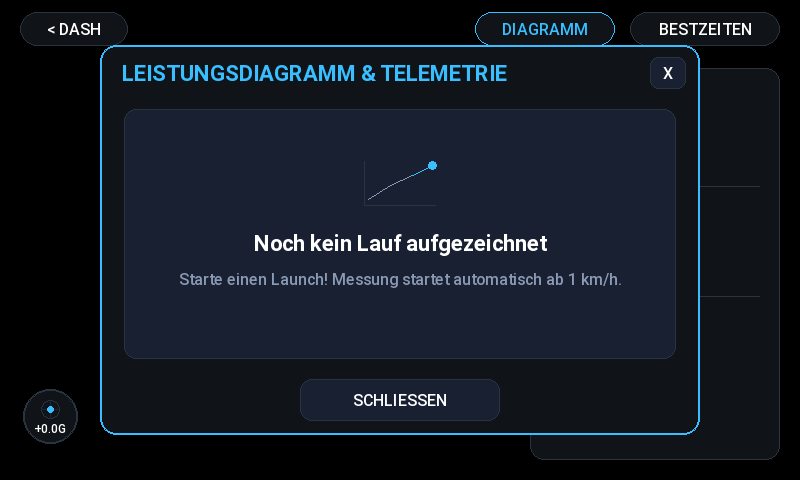 < DASH
DIAGRAMM
BESTZEITEN
LEISTUNGSDIAGRAMM & TELEMETRIE
X
Noch kein Lauf aufgezeichnet
Starte einen Launch! Messung startet automatisch ab 1 km/h.
SCHLIESSEN
+0.0G